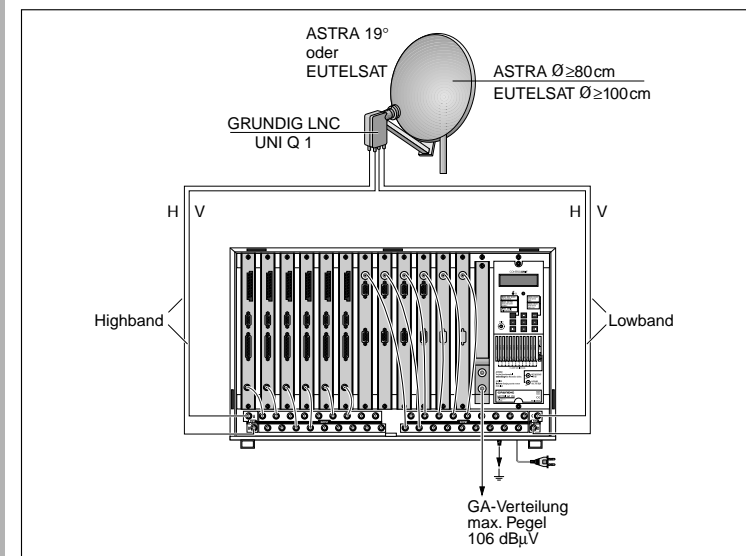 ASTRA 19°
oder
EUTELSAT
ASTRA Ø≥80cm
EUTELSAT Ø≥100cm
GRUNDIG LNC
UNI Q 1
H V
H V
Highband
Lowband
GA-Verteilung
max. Pegel
106 dBµV